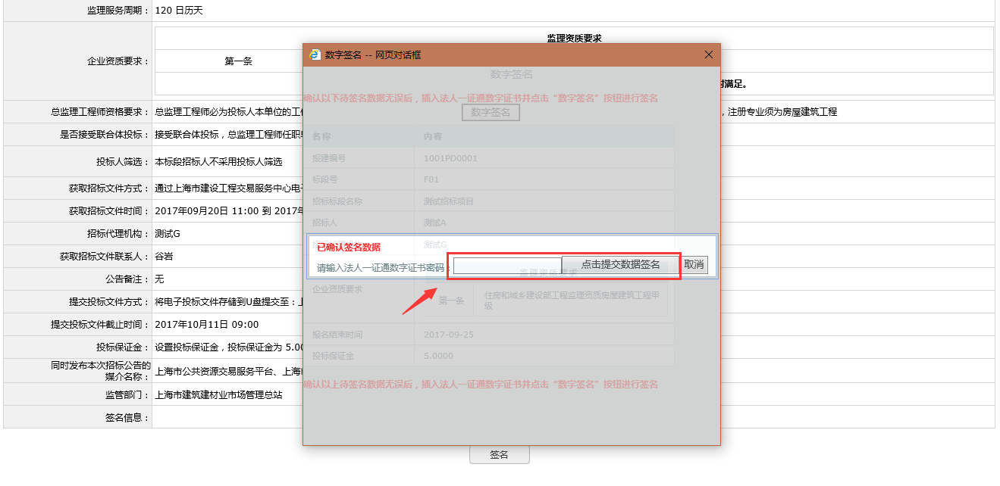 监理服务周期： 120 日历天
企业资质要求：
监理资质要求
第一条
时满足。
总监理工程师资格要求： 总监理工程师必为投标人本单位的工
，注册专业须为房屋建筑工程
是否接受联合体投标： 接受联合体投标，总监理工程师任职
投标人筛选： 本标段招标人不采用投标人筛选
获取招标文件方式： 通过上海市建设工程交易服务中心电
获取招标文件时间： 2017年09月20日 11:00 到 2017年
招标代理机构： 测试G
获取招标文件联系人： 谷岩
公告备注： 无
提交投标文件方式： 将电子投标文件存储到U盘提交至：上
提交投标文件截止时间： 2017年10月11日 09:00
投标保证金： 设置投标保证金，投标保证金为 5.00
同时发布本次招标公告的
媒介名称： 上海市公共资源交易服务平台、上海
监管部门： 上海市建筑建材业市场管理总站
签名信息：
签名
数字签名 -- 网页对话框
数字签名
确认以下待签名数据无误后，插入法人一证通数字证书并点击“数字签名”按钮进行签名
数字签名
名称 内容
报建编号 1001PD0001
标段号 F01
招标标段名称 测试招标项目
招标人 测试A
测试G
已确认签名数据
请输入法人一证通数字证书密码： 点击提交数据签名 取消
监理资质要求
企业资质要求
第一条 住房和城乡建设部工程监理资质房屋建筑工程甲
级
报名结束时间 2017-09-25
投标保证金 5.0000
确认以上待签名数据无误后，插入法人一证通数字证书并点击“数字签名”按钮进行签名